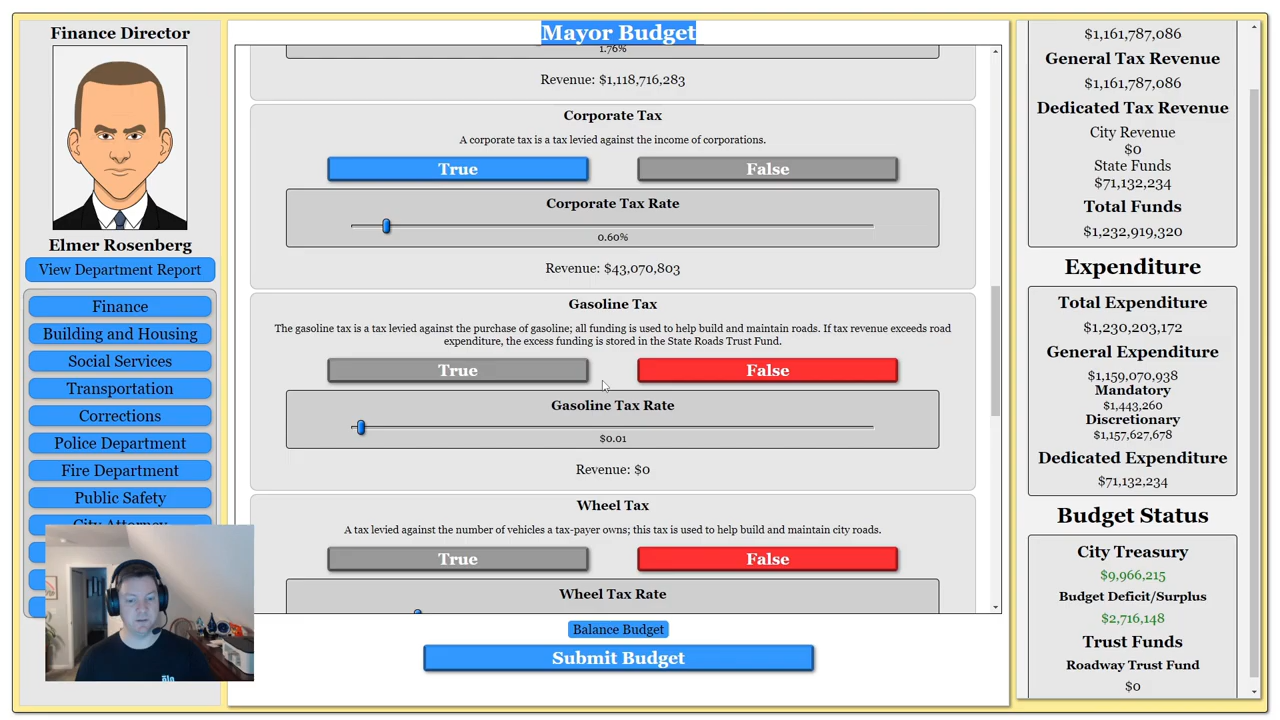 Finance Director
Elmer Rosenberg
View Department Report
Finance
Building and Housing
Social Services
Transportation
Corrections
Police Department
Fire Department
Public Safety
City Attorney
Mayor Budget
1.76%
Revenue: $1,118,716,283
Corporate Tax
A corporate tax is a tax levied against the income of corporations.
True
False
Corporate Tax Rate
0.60%
Revenue: $43,070,803
Gasoline Tax
The gasoline tax is a tax levied against the purchase of gasoline; all funding is used to help build and maintain roads. If tax revenue exceeds road
expenditure, the excess funding is stored in the State Roads Trust Fund.
True
False
Gasoline Tax Rate
$0.01
Revenue: $0
Wheel Tax
A tax levied against the number of vehicles a tax-payer owns; this tax is used to help build and maintain city roads.
True
False
Wheel Tax Rate
Balance Budget
Submit Budget
$1,161,787,086
General Tax Revenue
$1,161,787,086
Dedicated Tax Revenue
City Revenue
$0
State Funds
$71,132,234
Total Funds
$1,232,919,320
Expenditure
Total Expenditure
$1,230,203,172
General Expenditure
$1,159,070,938
Mandatory
$1,443,260
Discretionary
$1,157,627,678
Dedicated Expenditure
$71,132,234
Budget Status
City Treasury
$9,966,215
Budget Deficit/Surplus
$2,716,148
Trust Funds
Roadway Trust Fund
$0